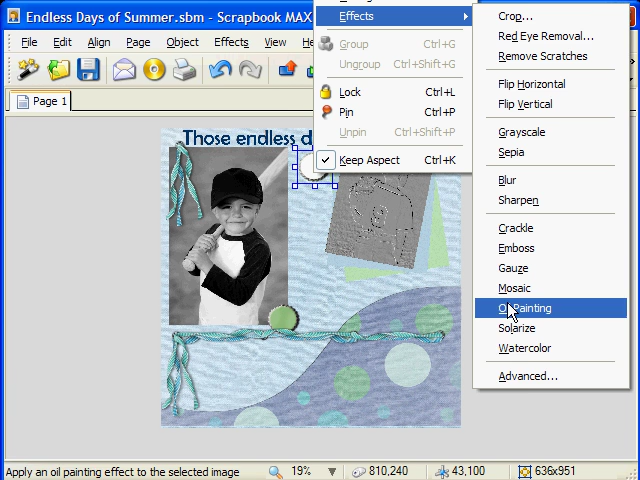 Endless Days of Summer.sbm - Scrapbook MAX
File Edit Align Page Object Effects View
Page 1
Those endless d
Effects
Group Ctrl+G
Ungroup Ctrl+Shift+G
Lock Ctrl+L
Pin Ctrl+P
Unpin Ctrl+Shift+P
Keep Aspect Ctrl+K
Crop...
Red Eye Removal...
Remove Scratches
Flip Horizontal
Flip Vertical
Grayscale
Sepia
Blur
Sharpen
Crackle
Emboss
Gauze
Mosaic
Oil Painting
Solarize
Watercolor
Advanced...
Apply an oil painting effect to the selected image 19% 810,240 43,100 636x951